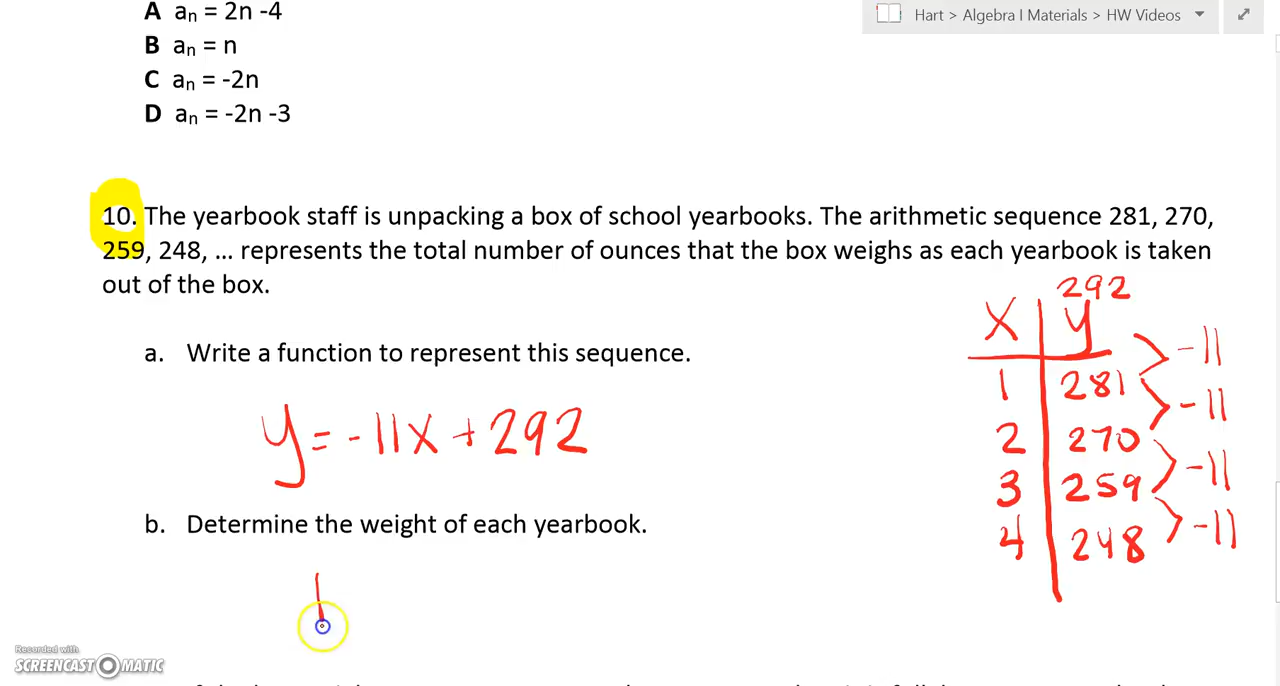 A an = 2n -4
Hart > Algebra I Materials > HW Videos
B an = n
C an = -2n
D an = -2n -3
10. The yearbook staff is unpacking a box of school yearbooks. The arithmetic sequence 281, 270,
259, 248, ... represents the total number of ounces that the box weighs as each yearbook is taken
out of the box.
a. Write a function to represent this sequence.
y = -11x + 292
b. Determine the weight of each yearbook.
292
x y
-11
1 281
-11
2 270
-11
3 259
-11
4 248
Recorded with
SCREENCAST-O-MATIC